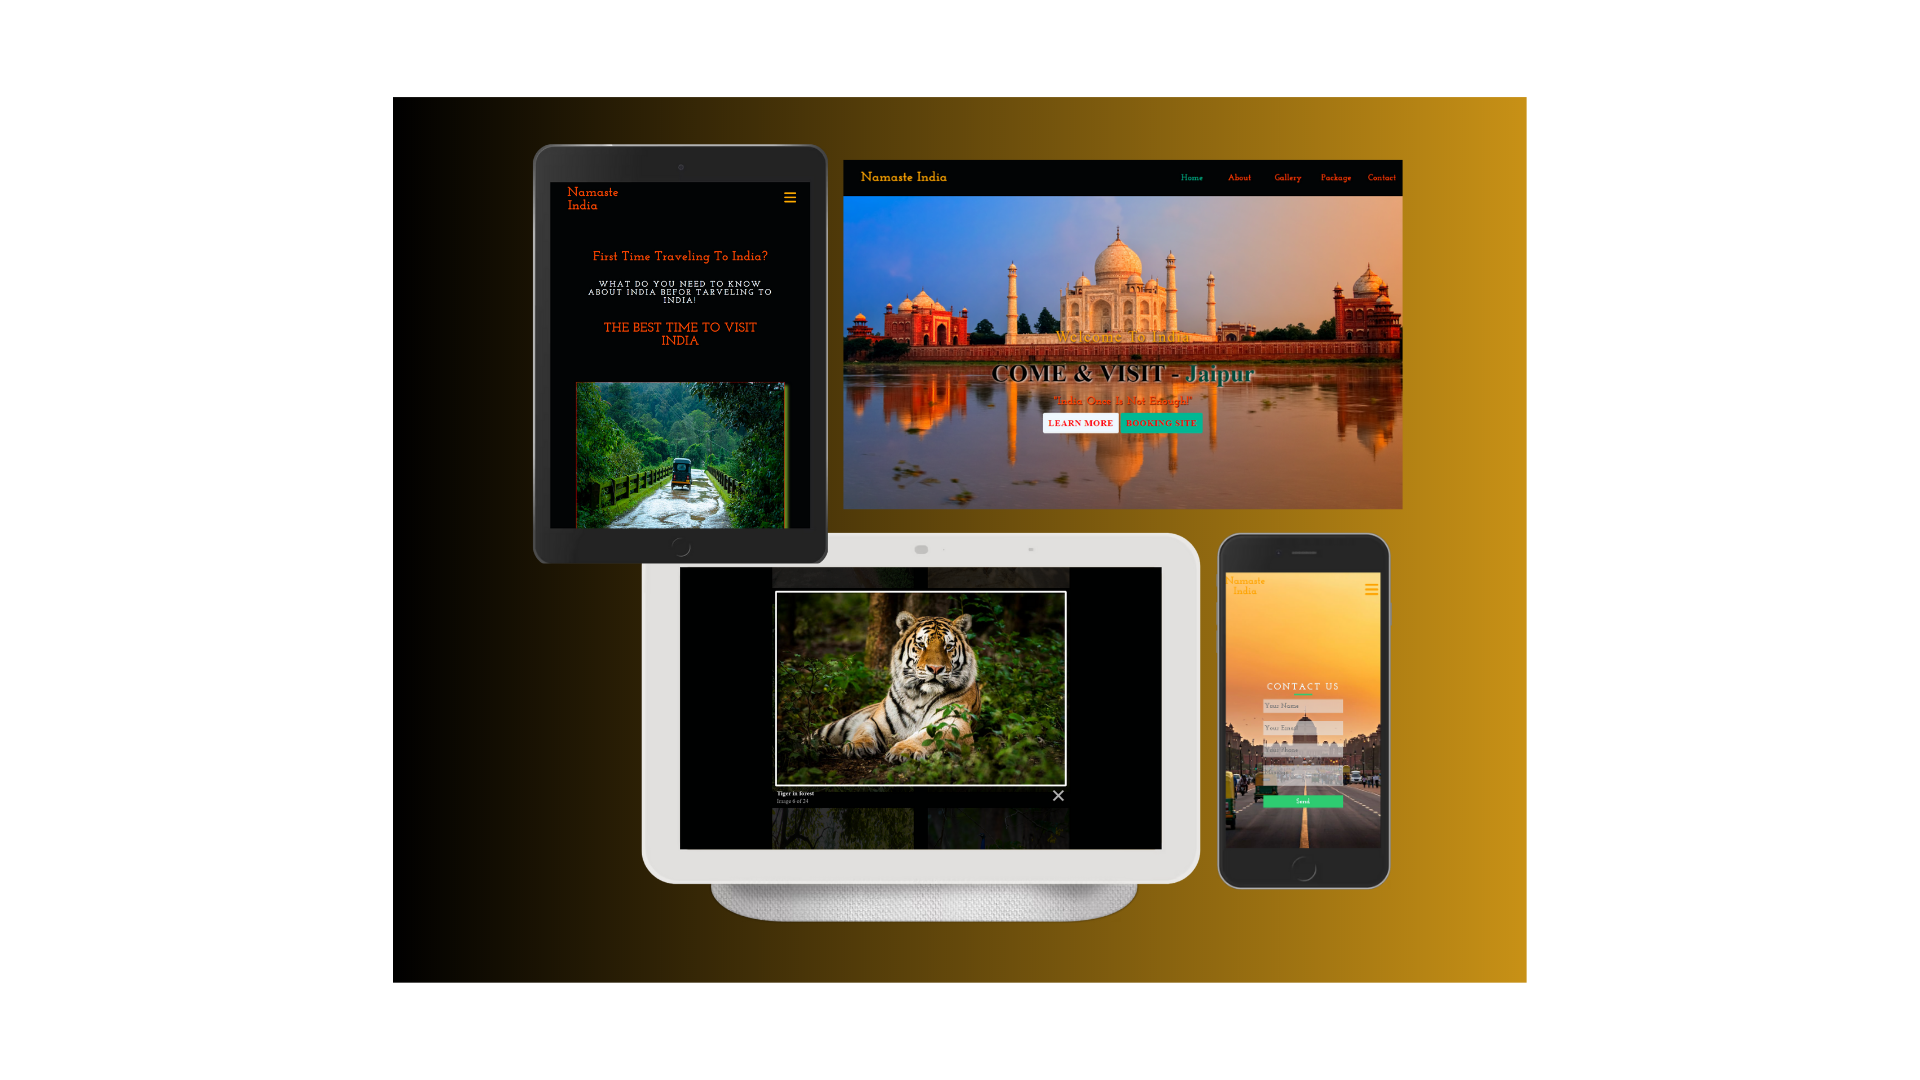 Namaste
India
First Time Traveling To India?
WHAT DO YOU NEED TO KNOW
ABOUT INDIA BEFOR TARVELING TO
INDIA!
THE BEST TIME TO VISIT
INDIA
Namaste India
Home About Gallery Package Contact
Welcome To India
COME & VISIT - Jaipur
"India Once Is Not Enough!"
LEARN MORE BOOKING SITE
Tiger in forest
Image 6 of 24
Namaste
India
CONTACT US
Your Name
Your Email
Your Phone
Send